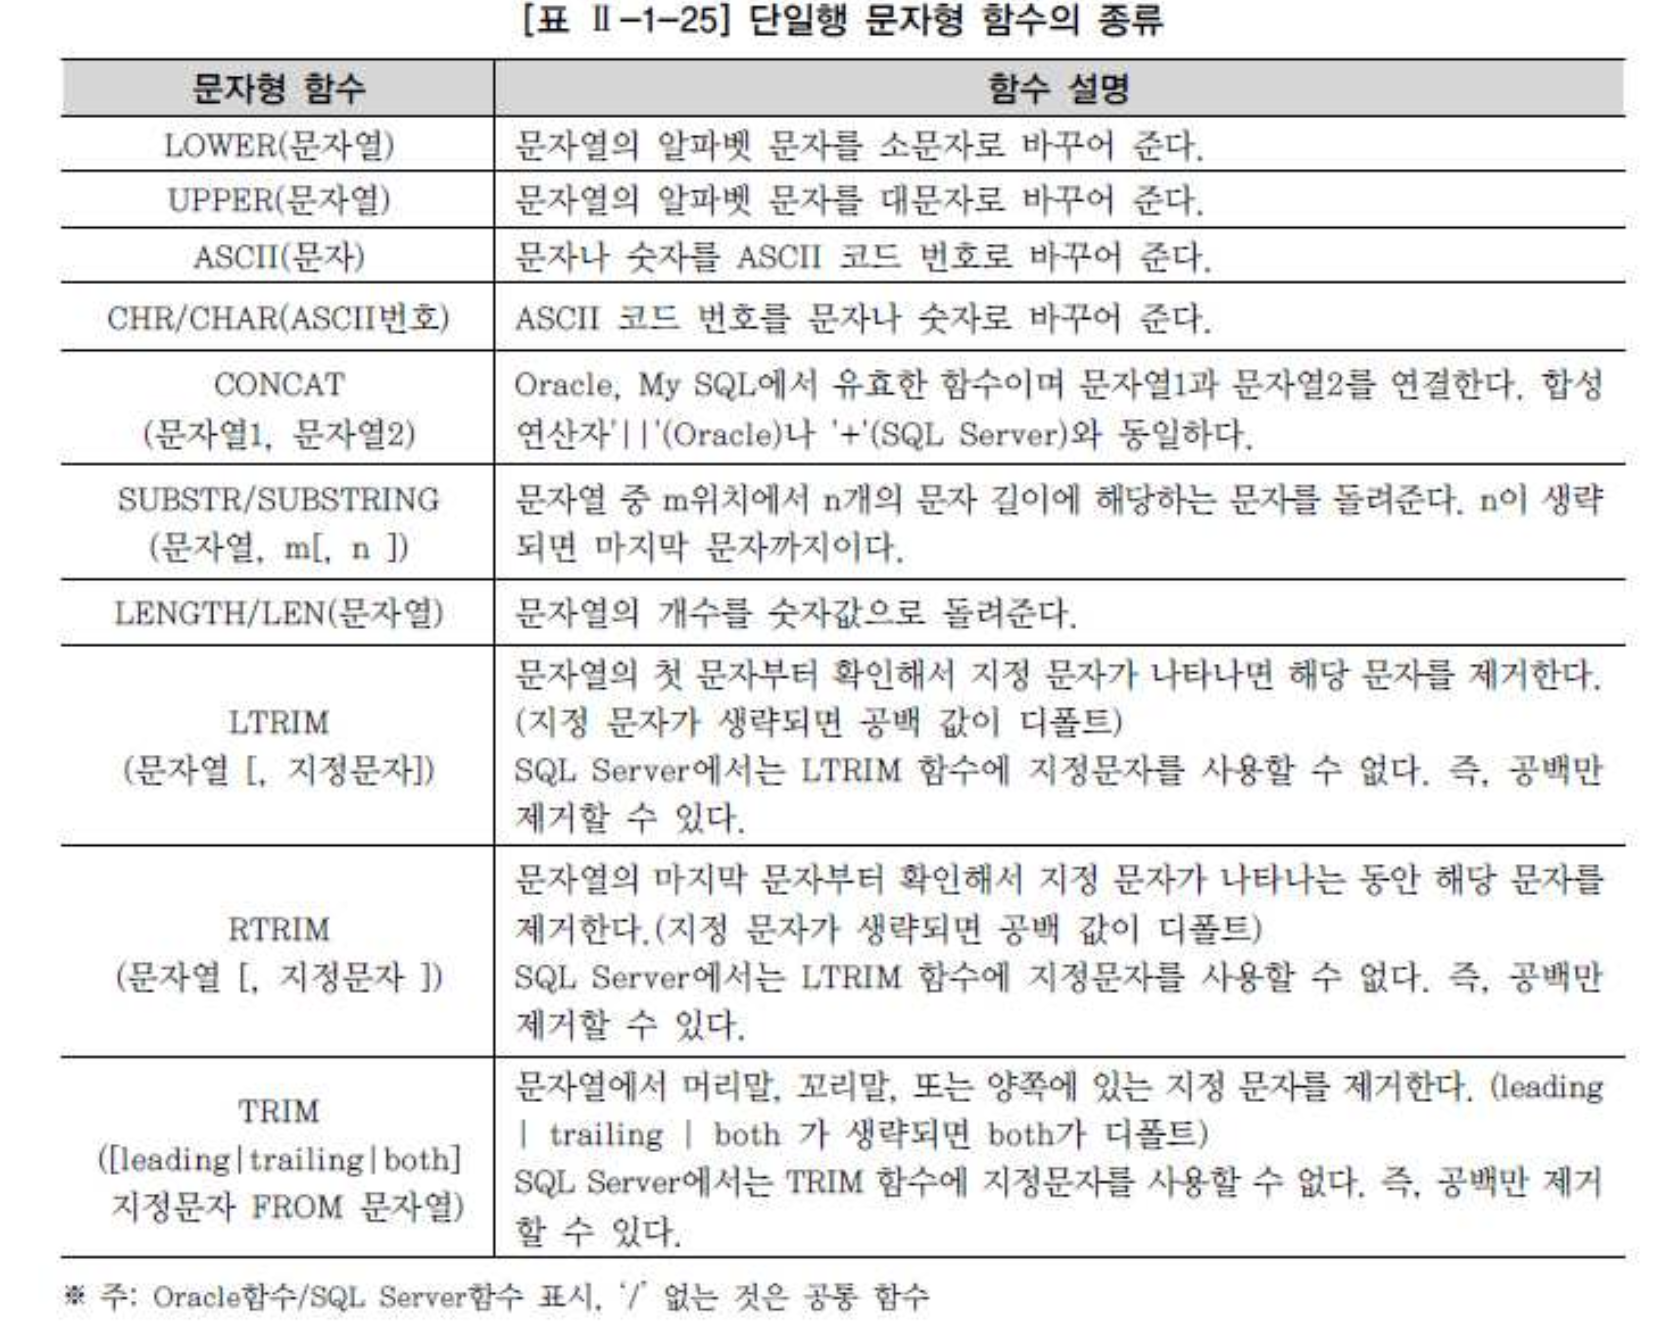 [표 Ⅱ-1-25] 단일행 문자형 함수의 종류
문자형 함수
함수 설명
LOWER(문자열)
문자열의 알파벳 문자를 소문자로 바꾸어 준다.
UPPER(문자열)
문자열의 알파벳 문자를 대문자로 바꾸어 준다.
ASCII(문자)
문자나 숫자를 ASCII 코드 번호로 바꾸어 준다.
CHR/CHAR(ASCII번호)
ASCII 코드 번호를 문자나 숫자로 바꾸어 준다.
CONCAT
(문자열1, 문자열2)
Oracle, My SQL에서 유효한 함수이며 문자열1과 문자열2를 연결한다. 합성
연산자'||'(Oracle)나 '+'(SQL Server)와 동일하다.
SUBSTR/SUBSTRING
(문자열, m[, n ])
문자열 중 m위치에서 n개의 문자 길이에 해당하는 문자를 돌려준다. n이 생략
되면 마지막 문자까지이다.
LENGTH/LEN(문자열)
문자열의 개수를 숫자값으로 돌려준다.
LTRIM
(문자열 [, 지정문자])
문자열의 첫 문자부터 확인해서 지정 문자가 나타나면 해당 문자를 제거한다.
(지정 문자가 생략되면 공백 값이 디폴트)
SQL Server에서는 LTRIM 함수에 지정문자를 사용할 수 없다. 즉, 공백만
제거할 수 있다.
RTRIM
(문자열 [, 지정문자 ])
문자열의 마지막 문자부터 확인해서 지정 문자가 나타나는 동안 해당 문자를
제거한다.(지정 문자가 생략되면 공백 값이 디폴트)
SQL Server에서는 LTRIM 함수에 지정문자를 사용할 수 없다. 즉, 공백만
제거할 수 있다.
TRIM
([leading|trailing|both]
지정문자 FROM 문자열)
문자열에서 머리말, 꼬리말, 또는 양쪽에 있는 지정 문자를 제거한다. (leading
| trailing | both 가 생략되면 both가 디폴트)
SQL Server에서는 TRIM 함수에 지정문자를 사용할 수 없다. 즉, 공백만 제거
할 수 있다.
※ 주: Oracle함수/SQL Server함수 표시, '/' 없는 것은 공통 함수